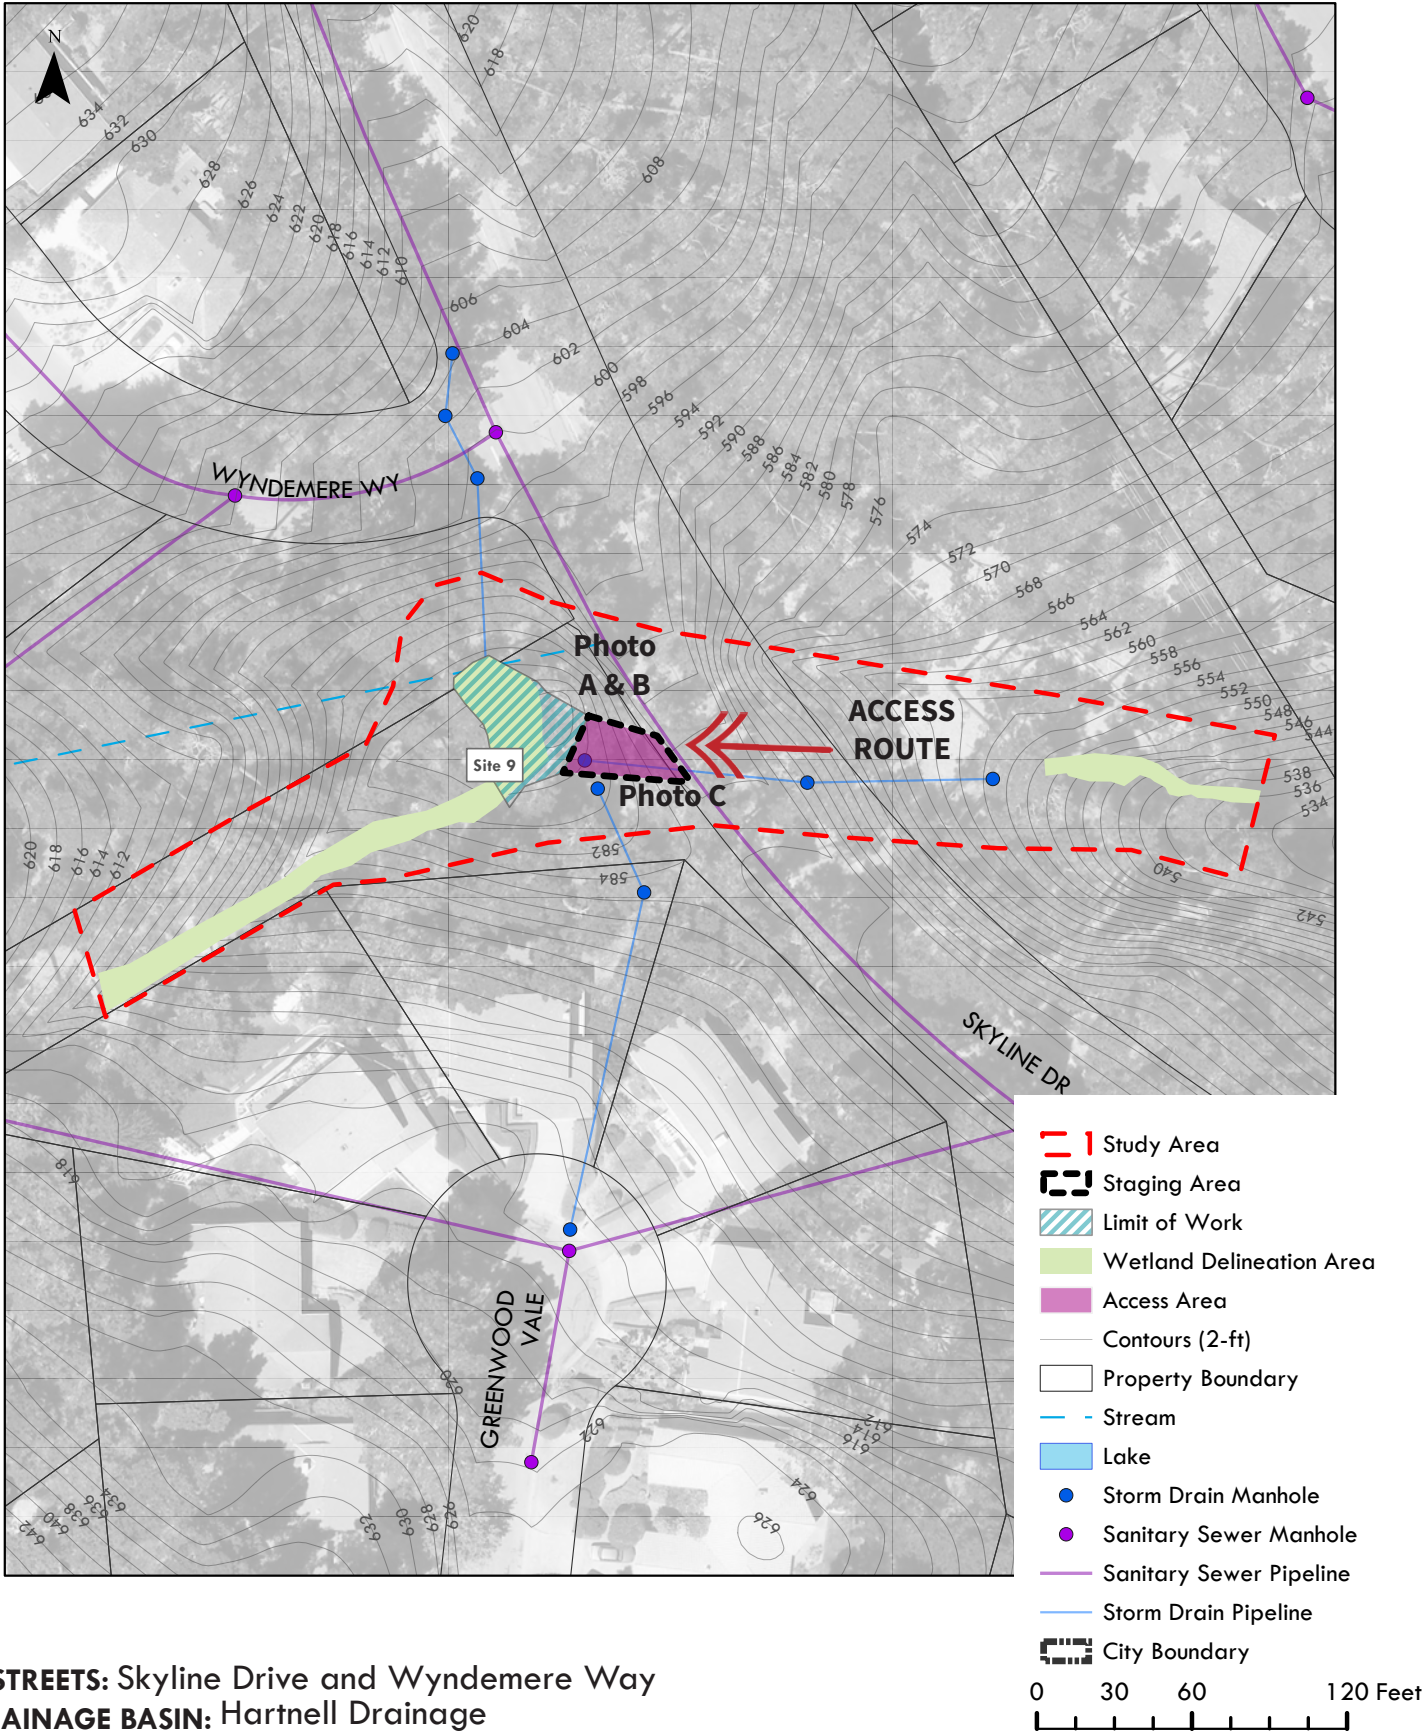 N
620
618
634
632
630
628
626
624
622
620
618
616
614
612
610
608
606
604
602
600
598
596
594
592
590
588
586
584
582
580
578
576
574
572
570
568
566
564
562
560
558
556
554
552
550
548
546
544
WYNDEMERE WY
Photo
A & B
ACCESS
ROUTE
Site 9
Photo C
538
536
534
620
618
616
614
612
582
584
540
542
SKYLINE DR
618
GREENWOOD
VALE
620
622
612
614
616
624
626
642
640
638
636
634
632
630
628
626
Study Area
Staging Area
Limit of Work
Wetland Delineation Area
Access Area
Contours (2-ft)
Property Boundary
Stream
Lake
Storm Drain Manhole
Sanitary Sewer Manhole
Sanitary Sewer Pipeline
Storm Drain Pipeline
City Boundary
0 30 60 120 Feet
STREETS: Skyline Drive and Wyndemere Way
AINAGE BASIN: Hartnell Drainage